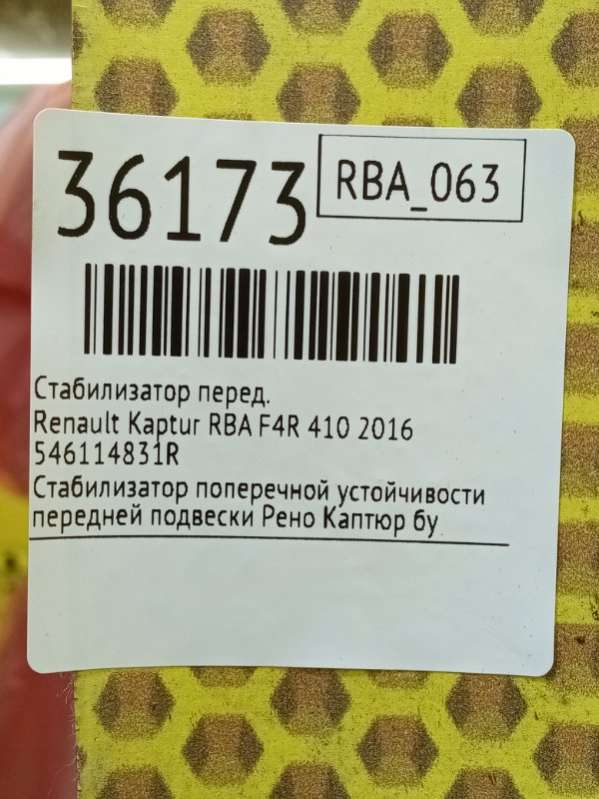 36173
RBA_063
Стабилизатор перед.
Renault Kaptur RBA F4R 410 2016
546114831R
Стабилизатор поперечной устойчивости
передней подвески Рено Каптюр бу